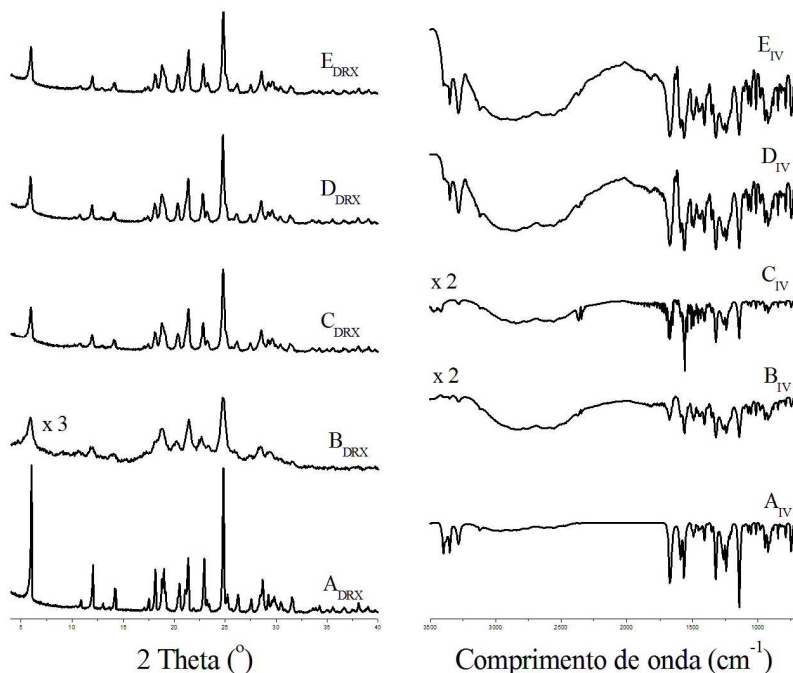 E_DRX
D_DRX
C_DRX
x 3
B_DRX
A_DRX
5 10 15 20 25 30 35 40
2 Theta (°)
E_IV
D_IV
x 2
C_IV
x 2
B_IV
A_IV
3500 3000 2500 2000 1500 1000
Comprimento de onda (cm⁻¹)